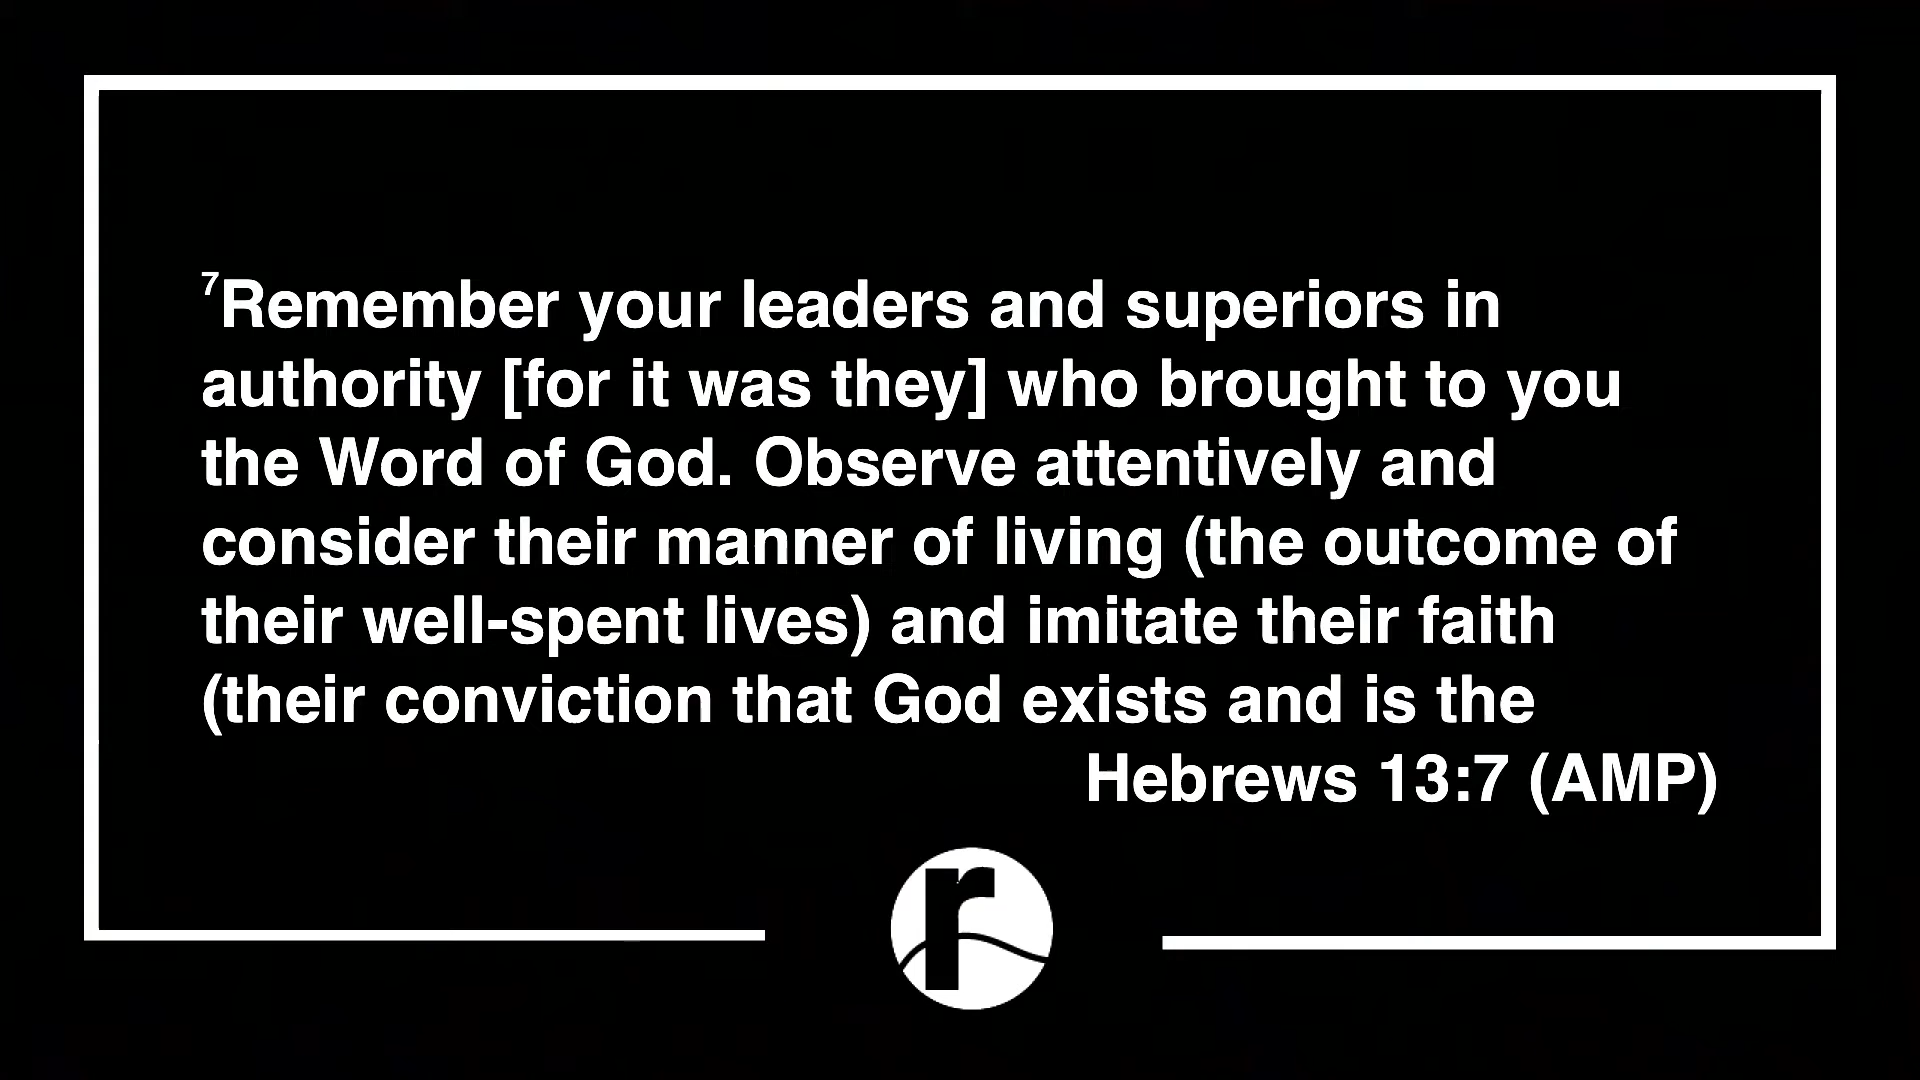 7Remember your leaders and superiors in
authority [for it was they] who brought to you
the Word of God. Observe attentively and
consider their manner of living (the outcome of
their well-spent lives) and imitate their faith
(their conviction that God exists and is the
Hebrews 13:7 (AMP)
r